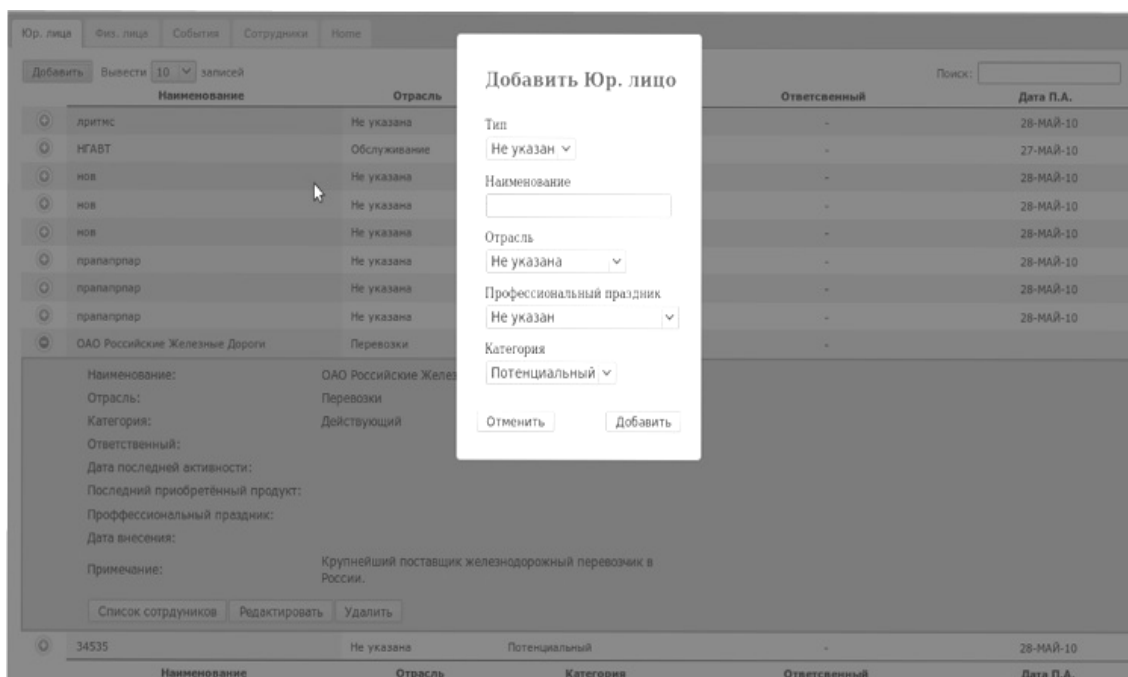 Юр. лица Физ. лица События Сотрудники Home
Добавить Вывести 10 записей Поиск:
Наименование Отрасль Ответсвенный Дата П.А.
лритмс Не указана - 28-МАЙ-10
НГАВТ Обслуживание - 27-МАЙ-10
нов Не указана - 28-МАЙ-10
нов Не указана - 28-МАЙ-10
нов Не указана - 28-МАЙ-10
прапапрпар Не указана - 28-МАЙ-10
прапапрпар Не указана - 28-МАЙ-10
прапапрпар Не указана - 28-МАЙ-10
ОАО Российские Железные Дороги Перевозки -
Наименование: ОАО Российские Желез
Отрасль: Перевозки
Категория: Действующий
Ответственный:
Дата последней активности:
Последний приобретённый продукт:
Проффессиональный праздник:
Дата внесения:
Примечание: Крупнейший поставщик железнодорожный перевозчик в
России.
Список сотрдуников Редактировать Удалить
34535 Не указана Потенциальный - 28-МАЙ-10
Наименование Отрасль Категория Ответсвенный Дата П.А.
Добавить Юр. лицо
Тип
Не указан
Наименование
Отрасль
Не указана
Профессиональный праздник
Не указан
Категория
Потенциальный
Отменить Добавить